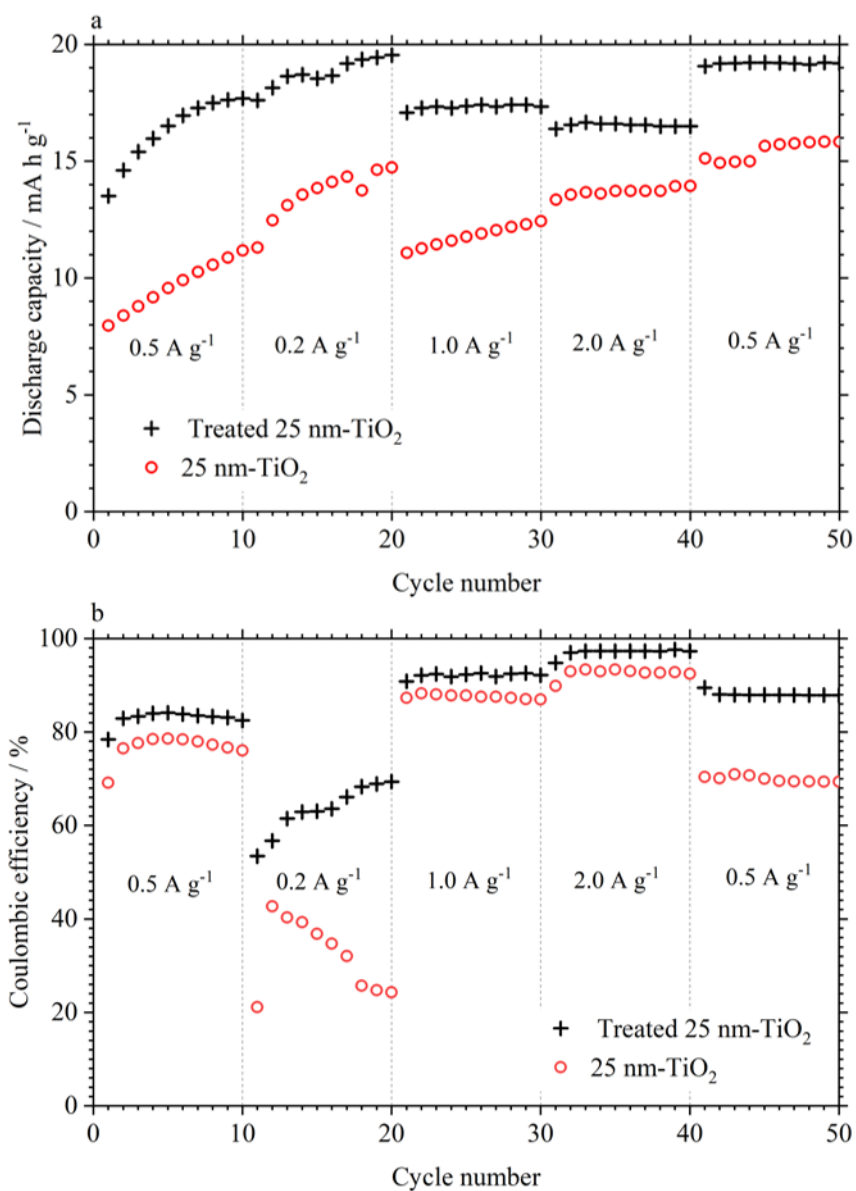 a
20
15
10
5
0
Discharge capacity / mA h g⁻¹
0.5 A g⁻¹
0.2 A g⁻¹
1.0 A g⁻¹
2.0 A g⁻¹
0.5 A g⁻¹
Treated 25 nm-TiO₂
25 nm-TiO₂
0 10 20 30 40 50
Cycle number
b
100
80
60
40
20
0
Coulombic efficiency / %
0.5 A g⁻¹
0.2 A g⁻¹
1.0 A g⁻¹
2.0 A g⁻¹
0.5 A g⁻¹
Treated 25 nm-TiO₂
25 nm-TiO₂
0 10 20 30 40 50
Cycle number